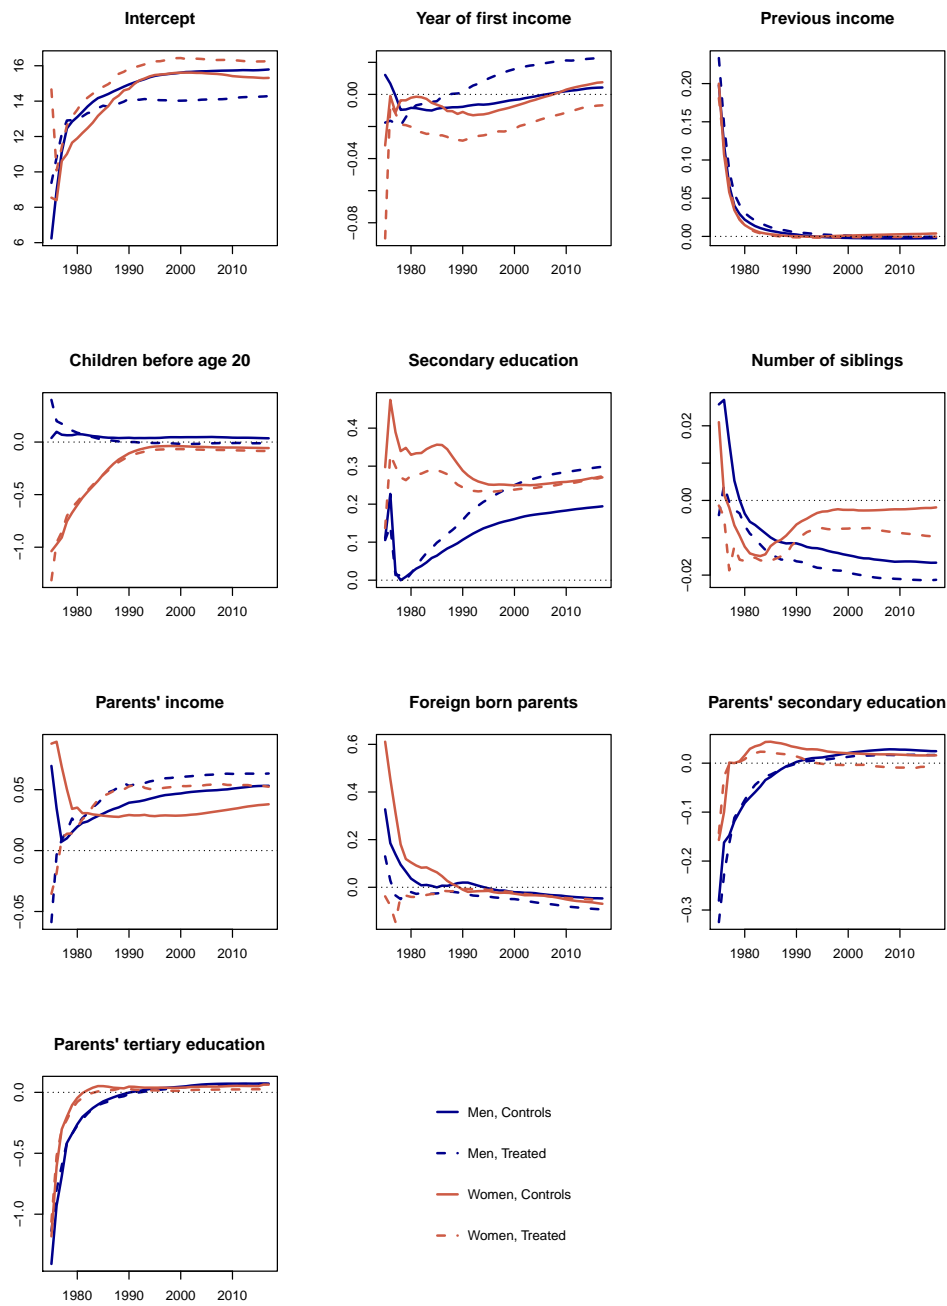 Intercept
Year of first income
Previous income
6
8
10
12
14
16
1980 1990 2000 2010
−0.08
−0.04
0.00
1980 1990 2000 2010
0.00
0.05
0.10
0.15
0.20
1980 1990 2000 2010
Children before age 20
Secondary education
Number of siblings
−1.0
−0.5
0.0
1980 1990 2000 2010
0.0
0.1
0.2
0.3
0.4
1980 1990 2000 2010
−0.02
0.00
0.02
1980 1990 2000 2010
Parents' income
Foreign born parents
Parents' secondary education
−0.05
0.00
0.05
1980 1990 2000 2010
0.0
0.2
0.4
0.6
1980 1990 2000 2010
−0.3
−0.2
−0.1
0.0
1980 1990 2000 2010
Parents' tertiary education
−1.0
−0.5
0.0
1980 1990 2000 2010
Men, Controls
Men, Treated
Women, Controls
Women, Treated